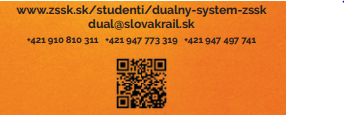 www.zssk.sk/studenti/dualny-system-zssk
dual@slovakrail.sk
+421 910 810 311 +421 947 773 319 +421 947 497 741